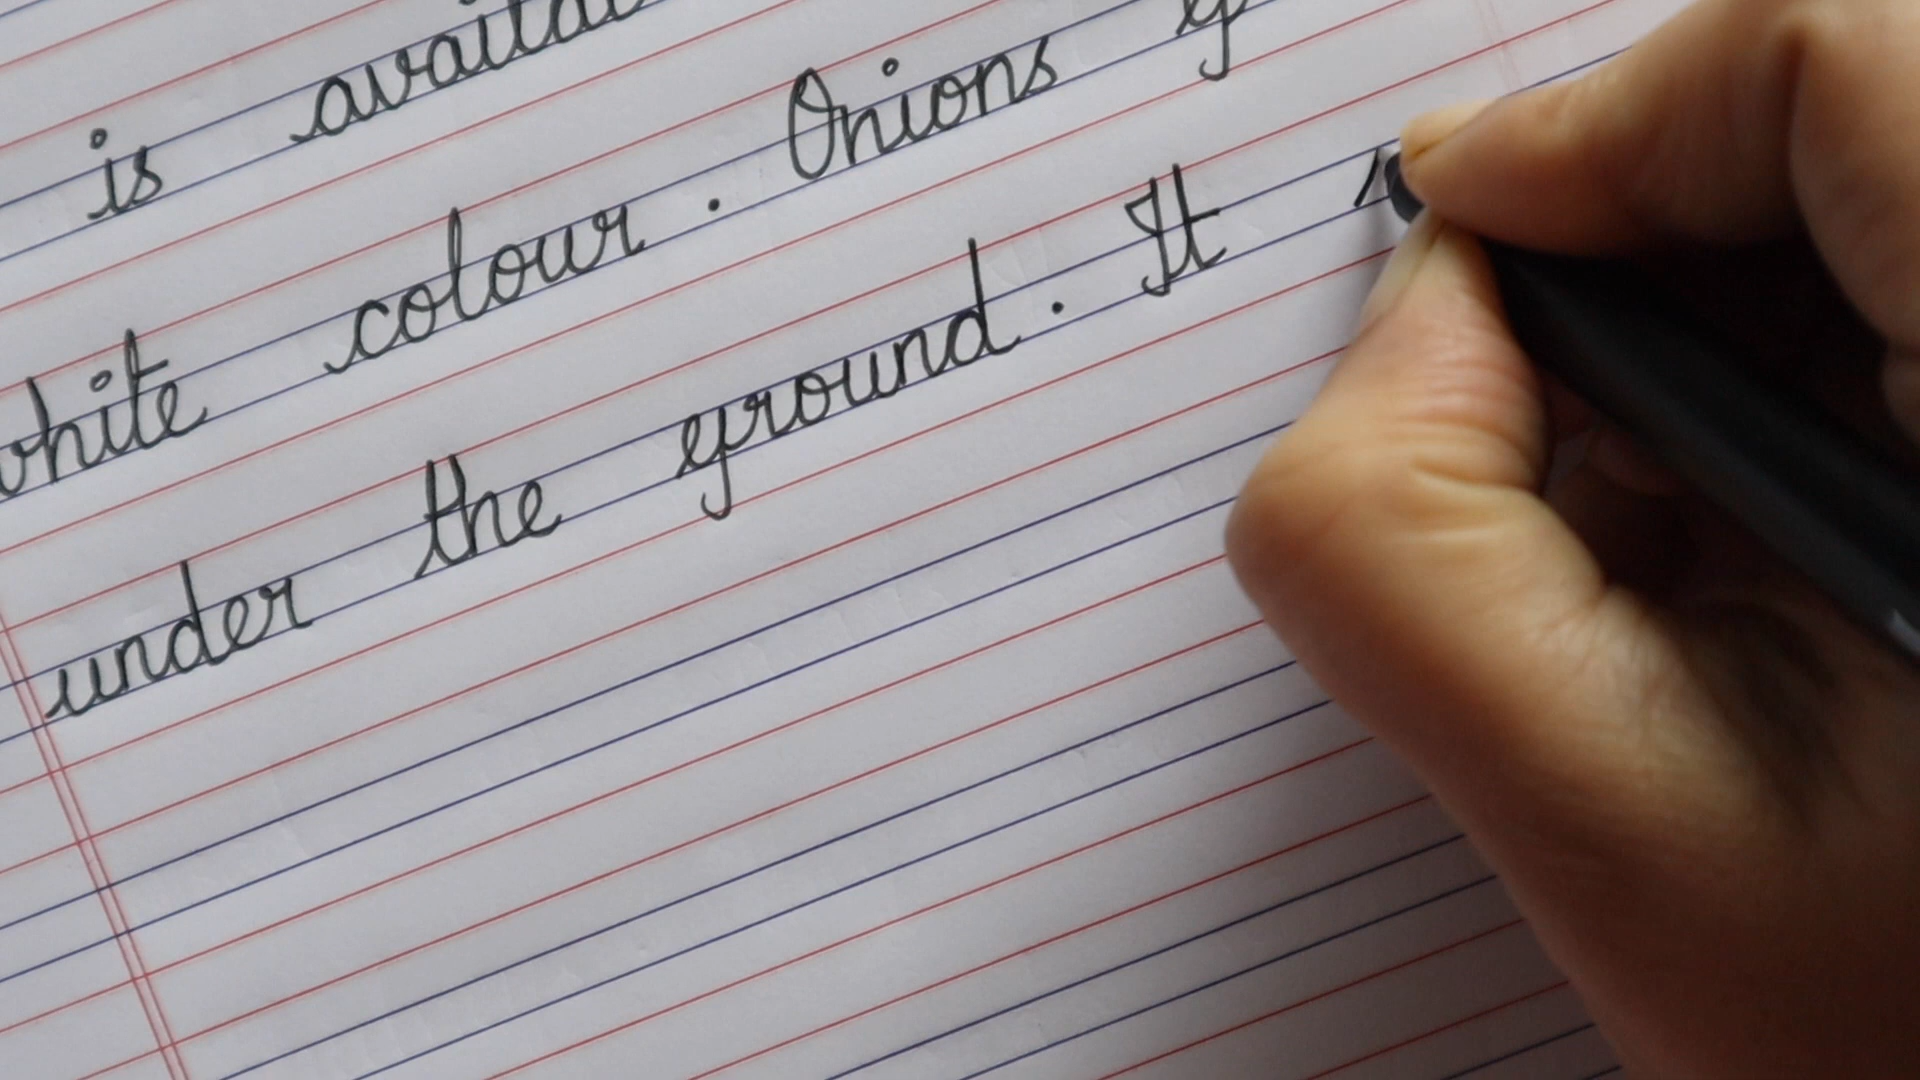 is
white colour. Onions
under the ground. It